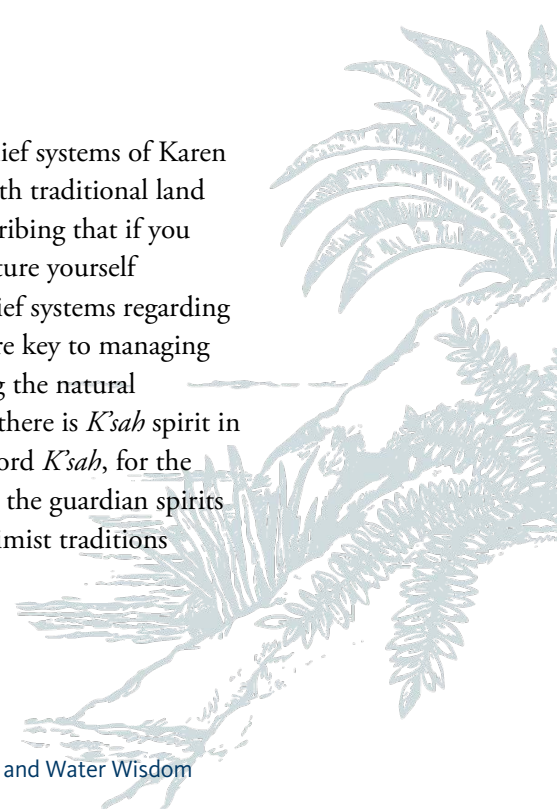 ief systems of Karen
th traditional land
ribing that if you
ture yourself
ief systems regarding
re key to managing
g the natural
there is K'sah spirit in
ord K'sah, for the
the guardian spirits
imist traditions
and Water Wisdom